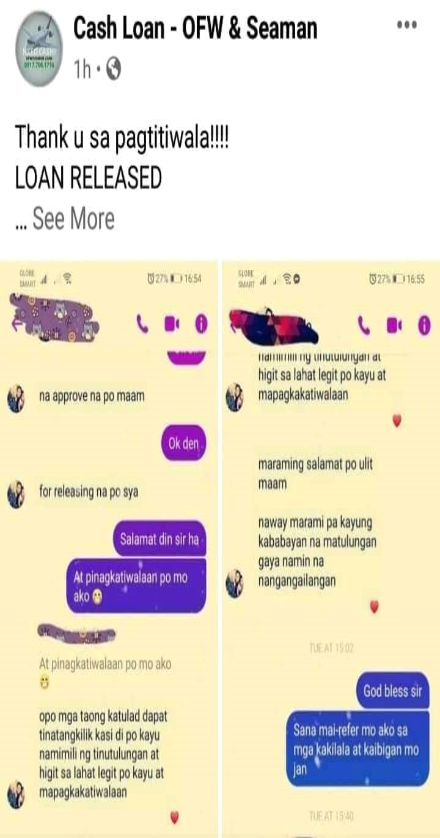 Cash Loan - OFW & Seaman
1h
Thank u sa pagtitiwala!!!!
LOAN RELEASED
... See More
GLOBE
SMART
27%
16:54
na approve na po maam
Ok den
for releasing na po sya
Salamat din sir ha
At pinagkatiwalaan po mo
ako
At pinagkatiwalaan po mo ako
opo mga taong katulad dapat
tinatangkilik kasi di po kayu
namimili ng tinutulungan at
higit sa lahat legit po kayu at
mapagkakatiwalaan
GLOBE
SMART
27%
16:55
namimili ng tinutulungan at
higit sa lahat legit po kayu at
mapagkakatiwalaan
maraming salamat po ulit
maam
naway marami pa kayung
kababayan na matulungan
gaya namin na
nangangailangan
TUE AT 15:02
God bless sir
Sana mai-refer mo ako sa
mga kakilala at kaibigan mo
jan
TUE AT 15:40